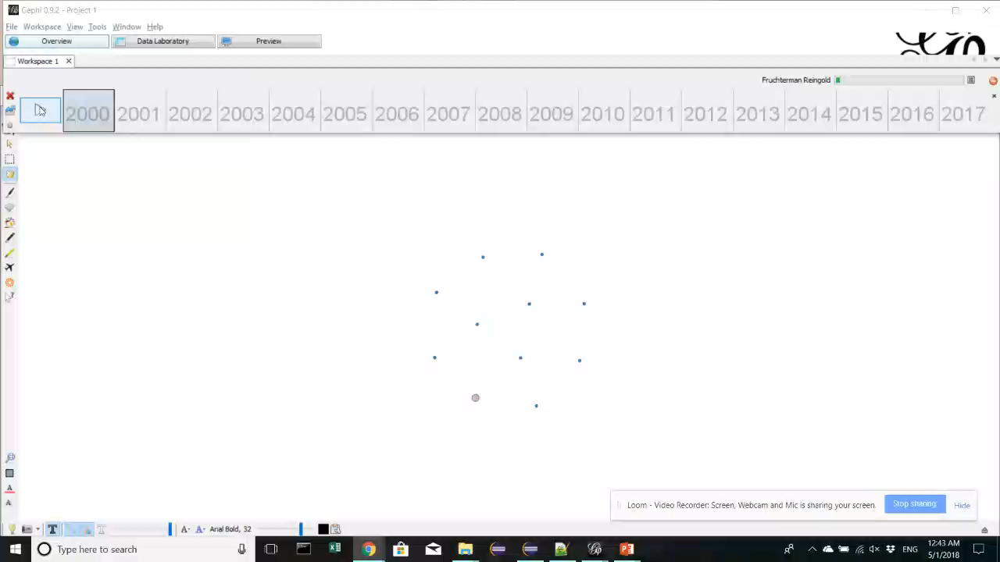 Gephi 0.9.2 - Project 1
File Workspace View Tools Window Help
Overview Data Laboratory Preview
Workspace 1
Fruchterman Reingold
2000 2001 2002 2003 2004 2005 2006 2007 2008 2009 2010 2011 2012 2013 2014 2015 2016 2017
Loom - Video Recorder: Screen, Webcam and Mic is sharing your screen. Stop sharing Hide
T T A- A- Arial Bold, 32
Type here to search
ENG
12:43 AM
5/1/2018